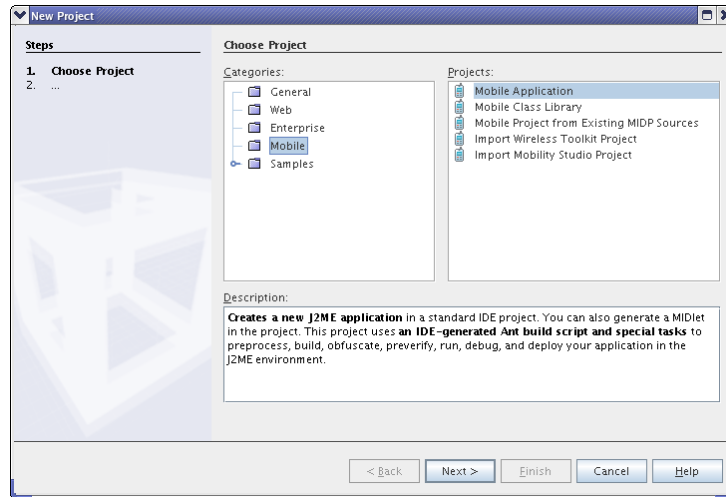 New Project
Steps
1. Choose Project
2. ...
Choose Project
Categories:
General
Web
Enterprise
Mobile
Samples
Projects:
Mobile Application
Mobile Class Library
Mobile Project from Existing MIDP Sources
Import Wireless Toolkit Project
Import Mobility Studio Project
Description:
Creates a new J2ME application in a standard IDE project. You can also generate a MIDlet
in the project. This project uses an IDE-generated Ant build script and special tasks to
preprocess, build, obfuscate, preverify, run, debug, and deploy your application in the
J2ME environment.
< Back
Next >
Finish
Cancel
Help